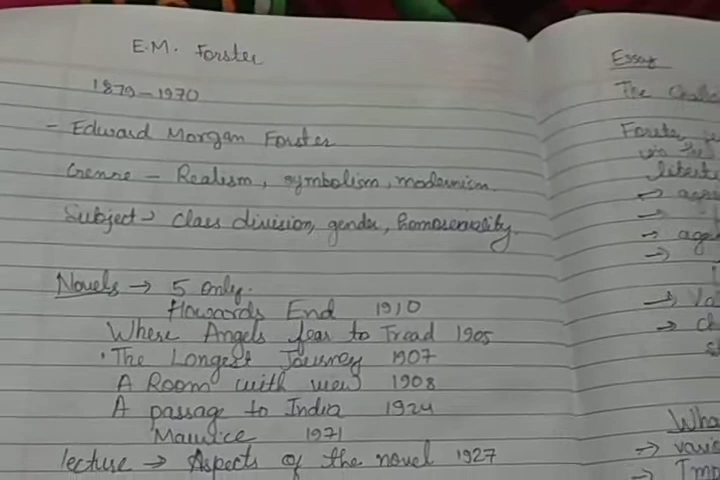 E.M. Forster
1879-1970
- Edward Morgan Forster
Genre - Realism, symbolism, modernism
Subject → class division, gender, homosexuality.
Novels → 5 only.
Howards End 1910
Where Angels fear to Tread 1905
The Longest Journey 1907
A Room with view 1908
A passage to India 1924
Maurice 1971
lecture → Aspects of the novel 1927
Essay
The
Forster
→
→
→
→
→
→
→
→